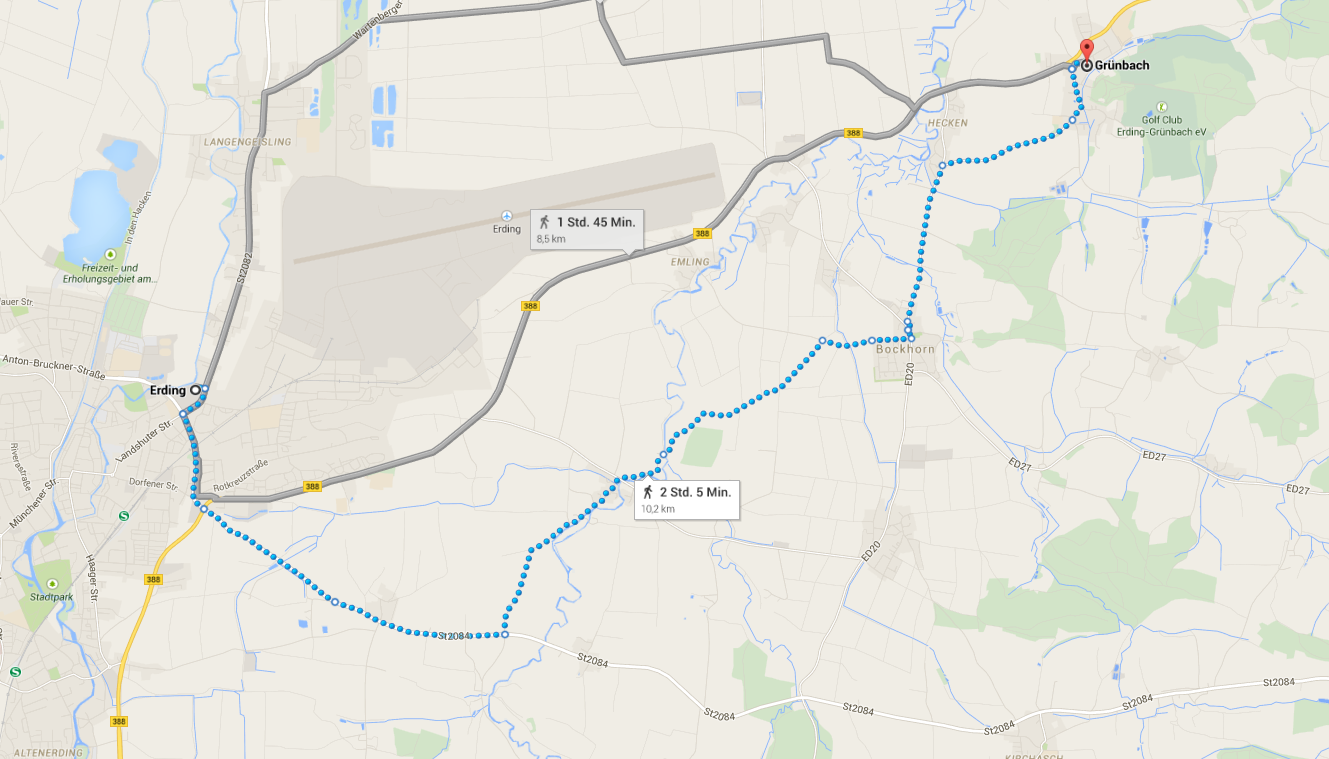 Wartenberger
Grünbach
Golf Club
Erding-Grünbach eV
HECKEN
388
LANGENGEISLING
In den Hacken
1 Std. 45 Min.
8,5 km
Erding
388
EMLING
St2082
Freizeit- und
Erholungsgebiet am...
388
Bockhorn
Anton-Bruckner-Straße
ED20
Erding
Landshuter Str.
Riverastraße
Rotkreuzstraße
Dorfener Str.
Münchener Str.
388
2 Std. 5 Min.
10,2 km
ED27
ED27
ED27
S
ED20
Haager Str.
388
Stadtpark
St2084
St2084
S
St2084
St2084
St2084
St2084
St2084
388
ALTENERDING
KIRCHASCH